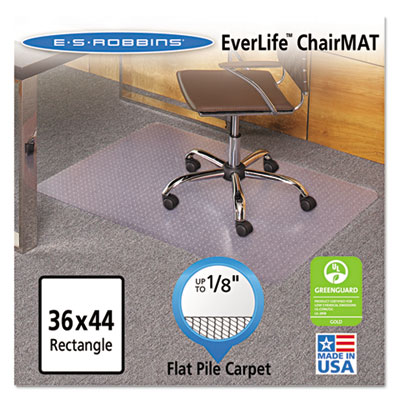 E·S·ROBBINS®
EverLife™ ChairMAT
UP TO 1/8"
36x44
Rectangle
Flat Pile Carpet
GREENGUARD
GOLD
MADE IN
USA